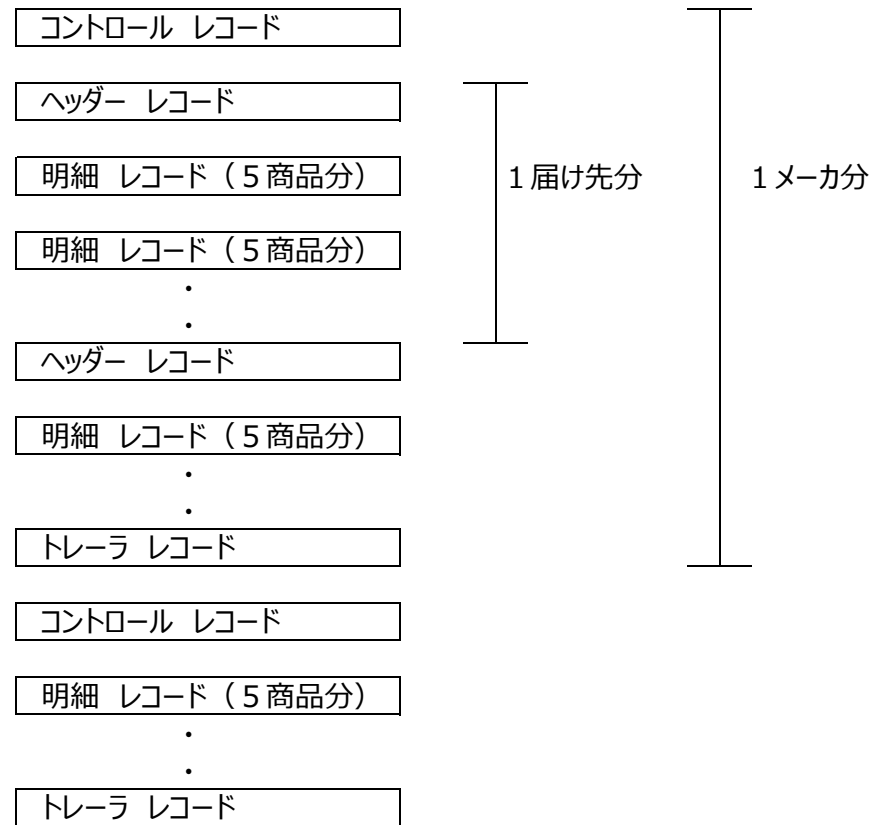 コントロール レコード
ヘッダー レコード
明細 レコード（５商品分） １届け先分 １メーカ分
明細 レコード（５商品分）
・
・
ヘッダー レコード
明細 レコード（５商品分）
・
・
トレーラ レコード
コントロール レコード
明細 レコード（５商品分）
・
・
トレーラ レコード